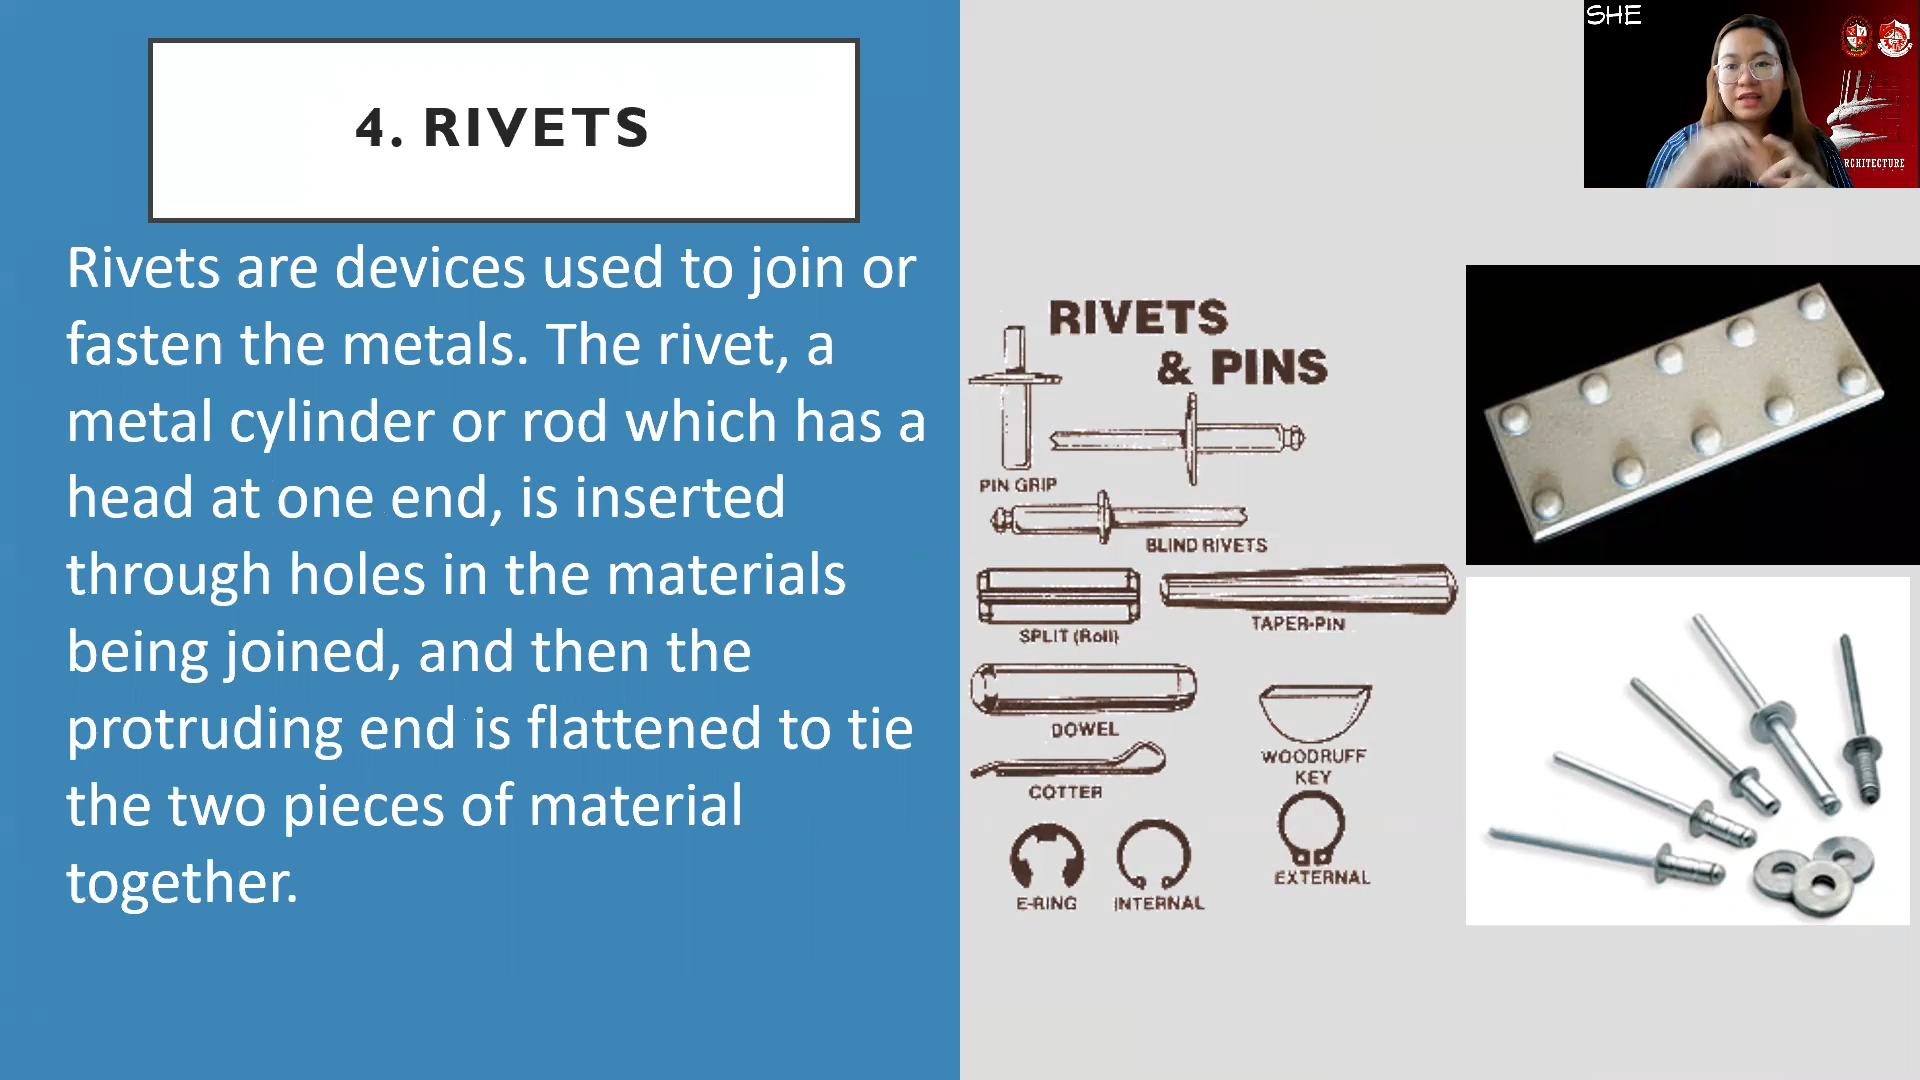 4. RIVETS
Rivets are devices used to join or
fasten the metals. The rivet, a
metal cylinder or rod which has a
head at one end, is inserted
through holes in the materials
being joined, and then the
protruding end is flattened to tie
the two pieces of material
together.
RIVETS
& PINS
PIN GRIP
BLIND RIVETS
SPLIT (Roll)
TAPER-PIN
DOWEL
WOODRUFF
KEY
COTTER
E-RING
INTERNAL
EXTERNAL
SHE
RCHITECTURE